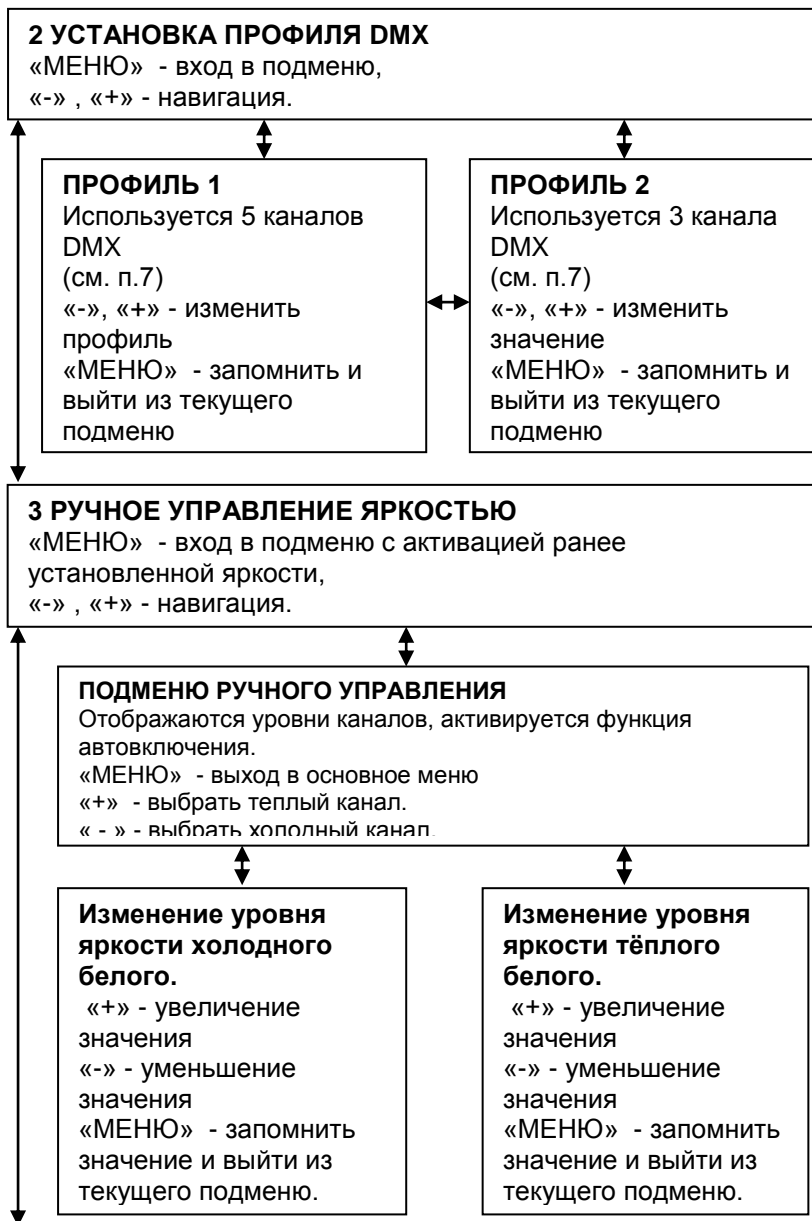 2 УСТАНОВКА ПРОФИЛЯ DMX
«МЕНЮ»  - вход в подменю,
«-» , «+» - навигация.
ПРОФИЛЬ 1
Используется 5 каналов
DMX
(см. п.7)
«-», «+» - изменить
профиль
«МЕНЮ»  - запомнить и
выйти из текущего
подменю
ПРОФИЛЬ 2
Используется 3 канала
DMX
(см. п.7)
«-», «+» - изменить
значение
«МЕНЮ»  - запомнить и
выйти из текущего
подменю
3 РУЧНОЕ УПРАВЛЕНИЕ ЯРКОСТЬЮ
«МЕНЮ»  - вход в подменю с активацией ранее
установленной яркости,
«-» , «+» - навигация.
ПОДМЕНЮ РУЧНОГО УПРАВЛЕНИЯ
Отображаются уровни каналов, активируется функция
автовключения.
«МЕНЮ»  - выход в основное меню
«+»  - выбрать теплый канал.
« - » - выбрать холодный канал.
Изменение уровня
яркости холодного
белого.
«+» - увеличение
значения
«-» - уменьшение
значения
«МЕНЮ»  - запомнить
значение и выйти из
текущего подменю.
Изменение уровня
яркости тёплого
белого.
«+» - увеличение
значения
«-» - уменьшение
значения
«МЕНЮ»  - запомнить
значение и выйти из
текущего подменю.